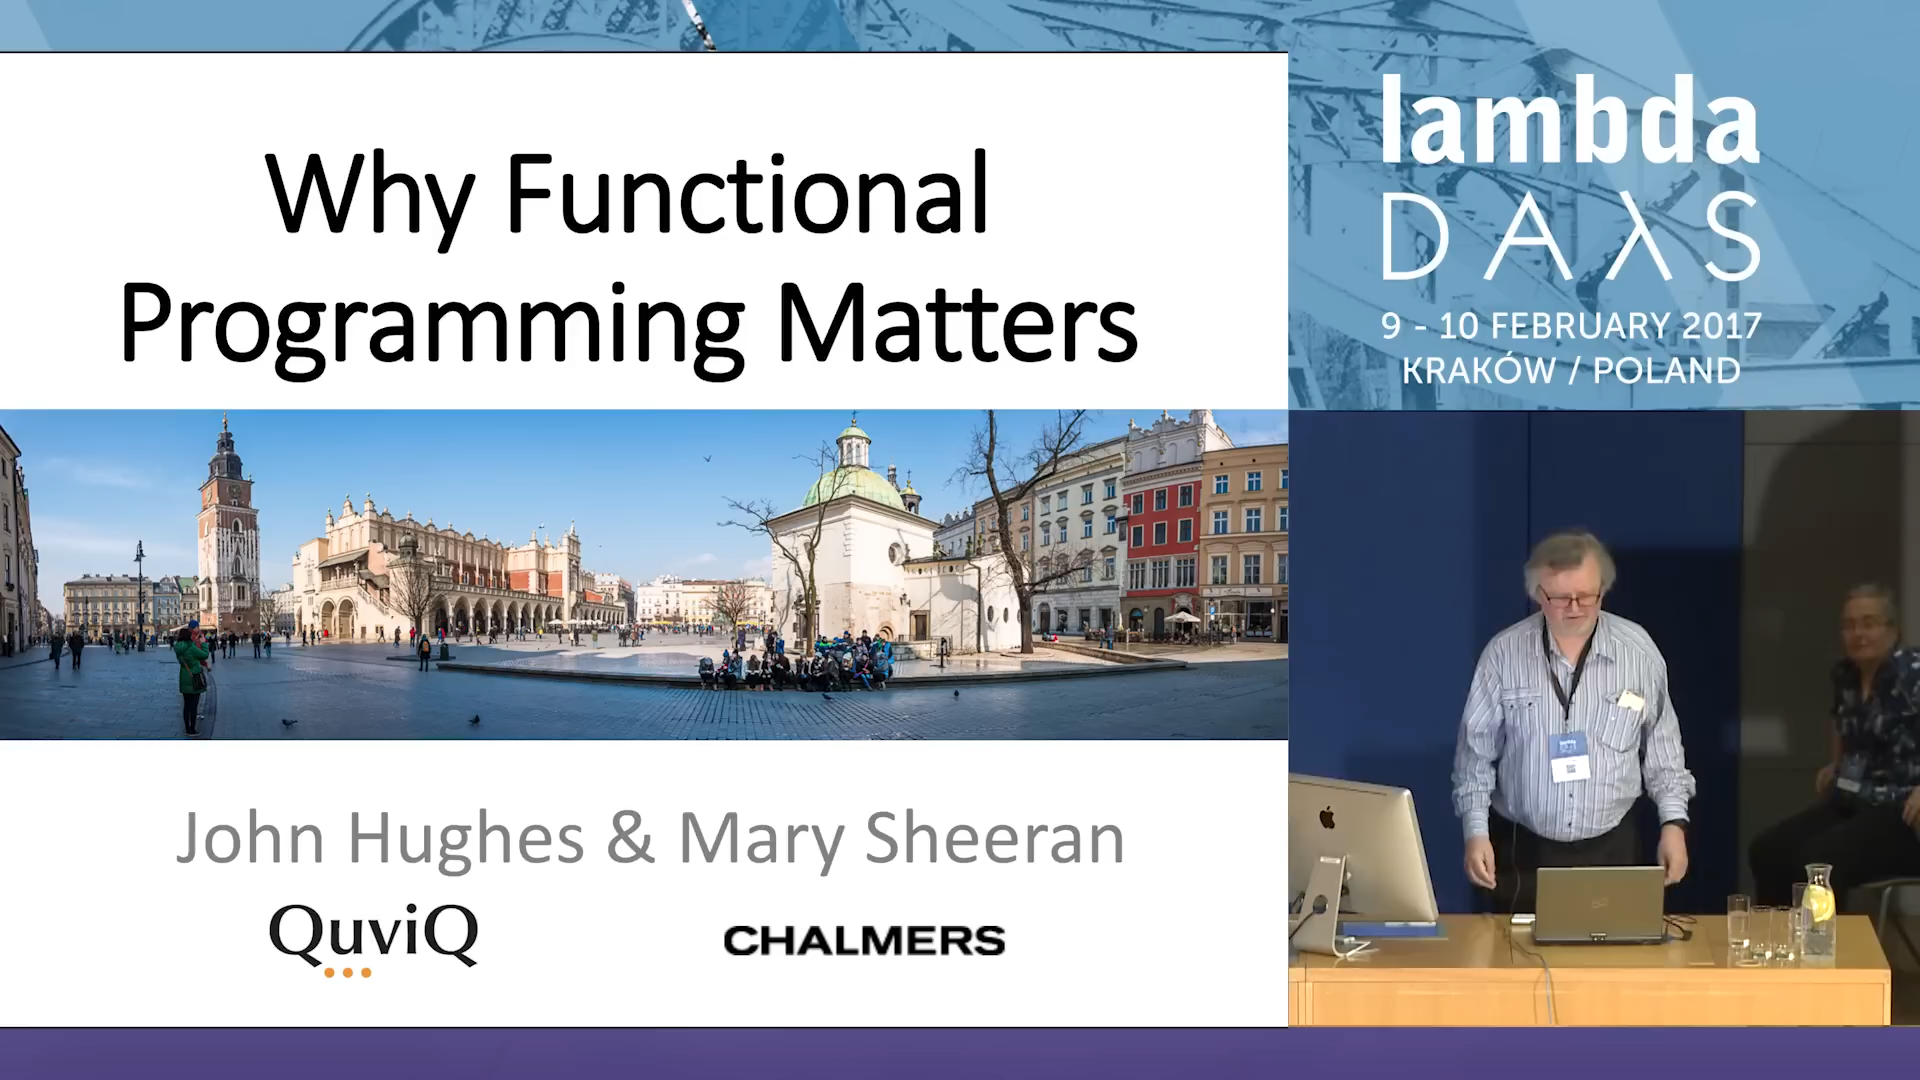 Why Functional
Programming Matters
John Hughes & Mary Sheeran
QuviQ
CHALMERS
lambda
DAλS
9 - 10 FEBRUARY 2017
KRAKÓW / POLAND